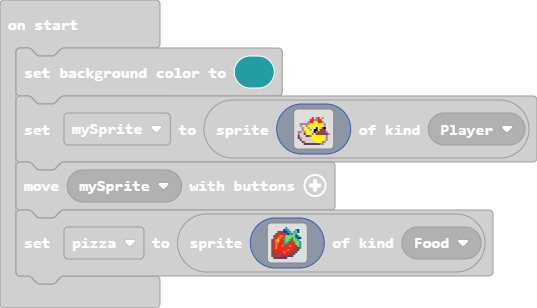 on start
set background color to
set mySprite to sprite of kind Player
move mySprite with buttons
set pizza to sprite of kind Food